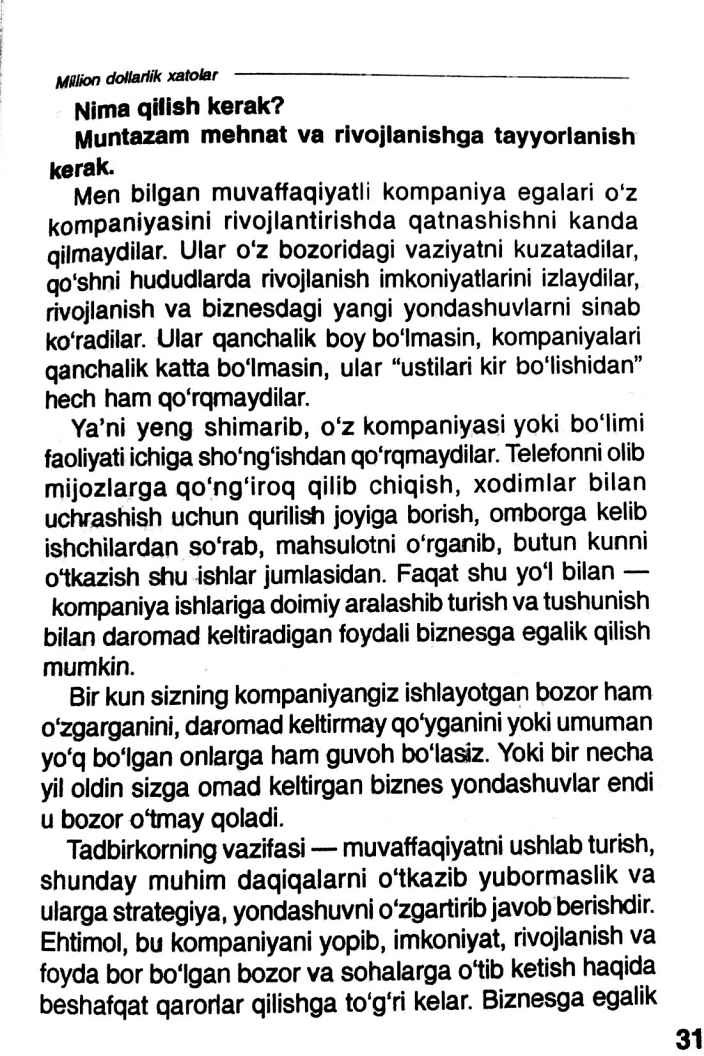 Million dollarlik xatolar
Nima qilish kerak?
Muntazam mehnat va rivojlanishga tayyorlanish
kerak.
Men bilgan muvaffaqiyatli kompaniya egalari o‘z
kompaniyasini rivojlantirishda qatnashishni kanda
qilmaydilar. Ular o‘z bozoridagi vaziyatni kuzatadilar,
qo‘shni hududlarda rivojlanish imkoniyatlarini izlaydilar,
rivojlanish va biznesdagi yangi yondashuvlarni sinab
ko‘radilar. Ular qanchalik boy bo‘lmasin, kompaniyalari
qanchalik katta bo‘lmasin, ular “ustilari kir bo‘lishidan”
hech ham qo‘rqmaydilar.
Ya’ni yeng shimarib, o‘z kompaniyasi yoki bo‘limi
faoliyati ichiga sho‘ng‘ishdan qo‘rqmaydilar. Telefonni olib
mijozlarga qo‘ng‘iroq qilib chiqish, xodimlar bilan
uchrashish uchun qurilish joyiga borish, omborga kelib
ishchilardan so‘rab, mahsulotni o‘rganib, butun kunni
o‘tkazish shu ishlar jumlasidan. Faqat shu yo‘l bilan —
kompaniya ishlariga doimiy aralashib turish va tushunish
bilan daromad keltiradigan foydali biznesga egalik qilish
mumkin.
Bir kun sizning kompaniyangiz ishlayotgan bozor ham
o‘zgarganini, daromad keltirmay qo‘yganini yoki umuman
yo‘q bo‘lgan onlarga ham guvoh bo‘lasiz. Yoki bir necha
yil oldin sizga omad keltirgan biznes yondashuvlar endi
u bozor o‘tmay qoladi.
Tadbirkorning vazifasi — muvaffaqiyatni ushlab turish,
shunday muhim daqiqalarni o‘tkazib yubormaslik va
ularga strategiya, yondashuvni o‘zgartirib javob berishdir.
Ehtimol, bu kompaniyani yopib, imkoniyat, rivojlanish va
foyda bor bo‘lgan bozor va sohalarga o‘tib ketish haqida
beshafqat qarorlar qilishga to‘g‘ri kelar. Biznesga egalik
31